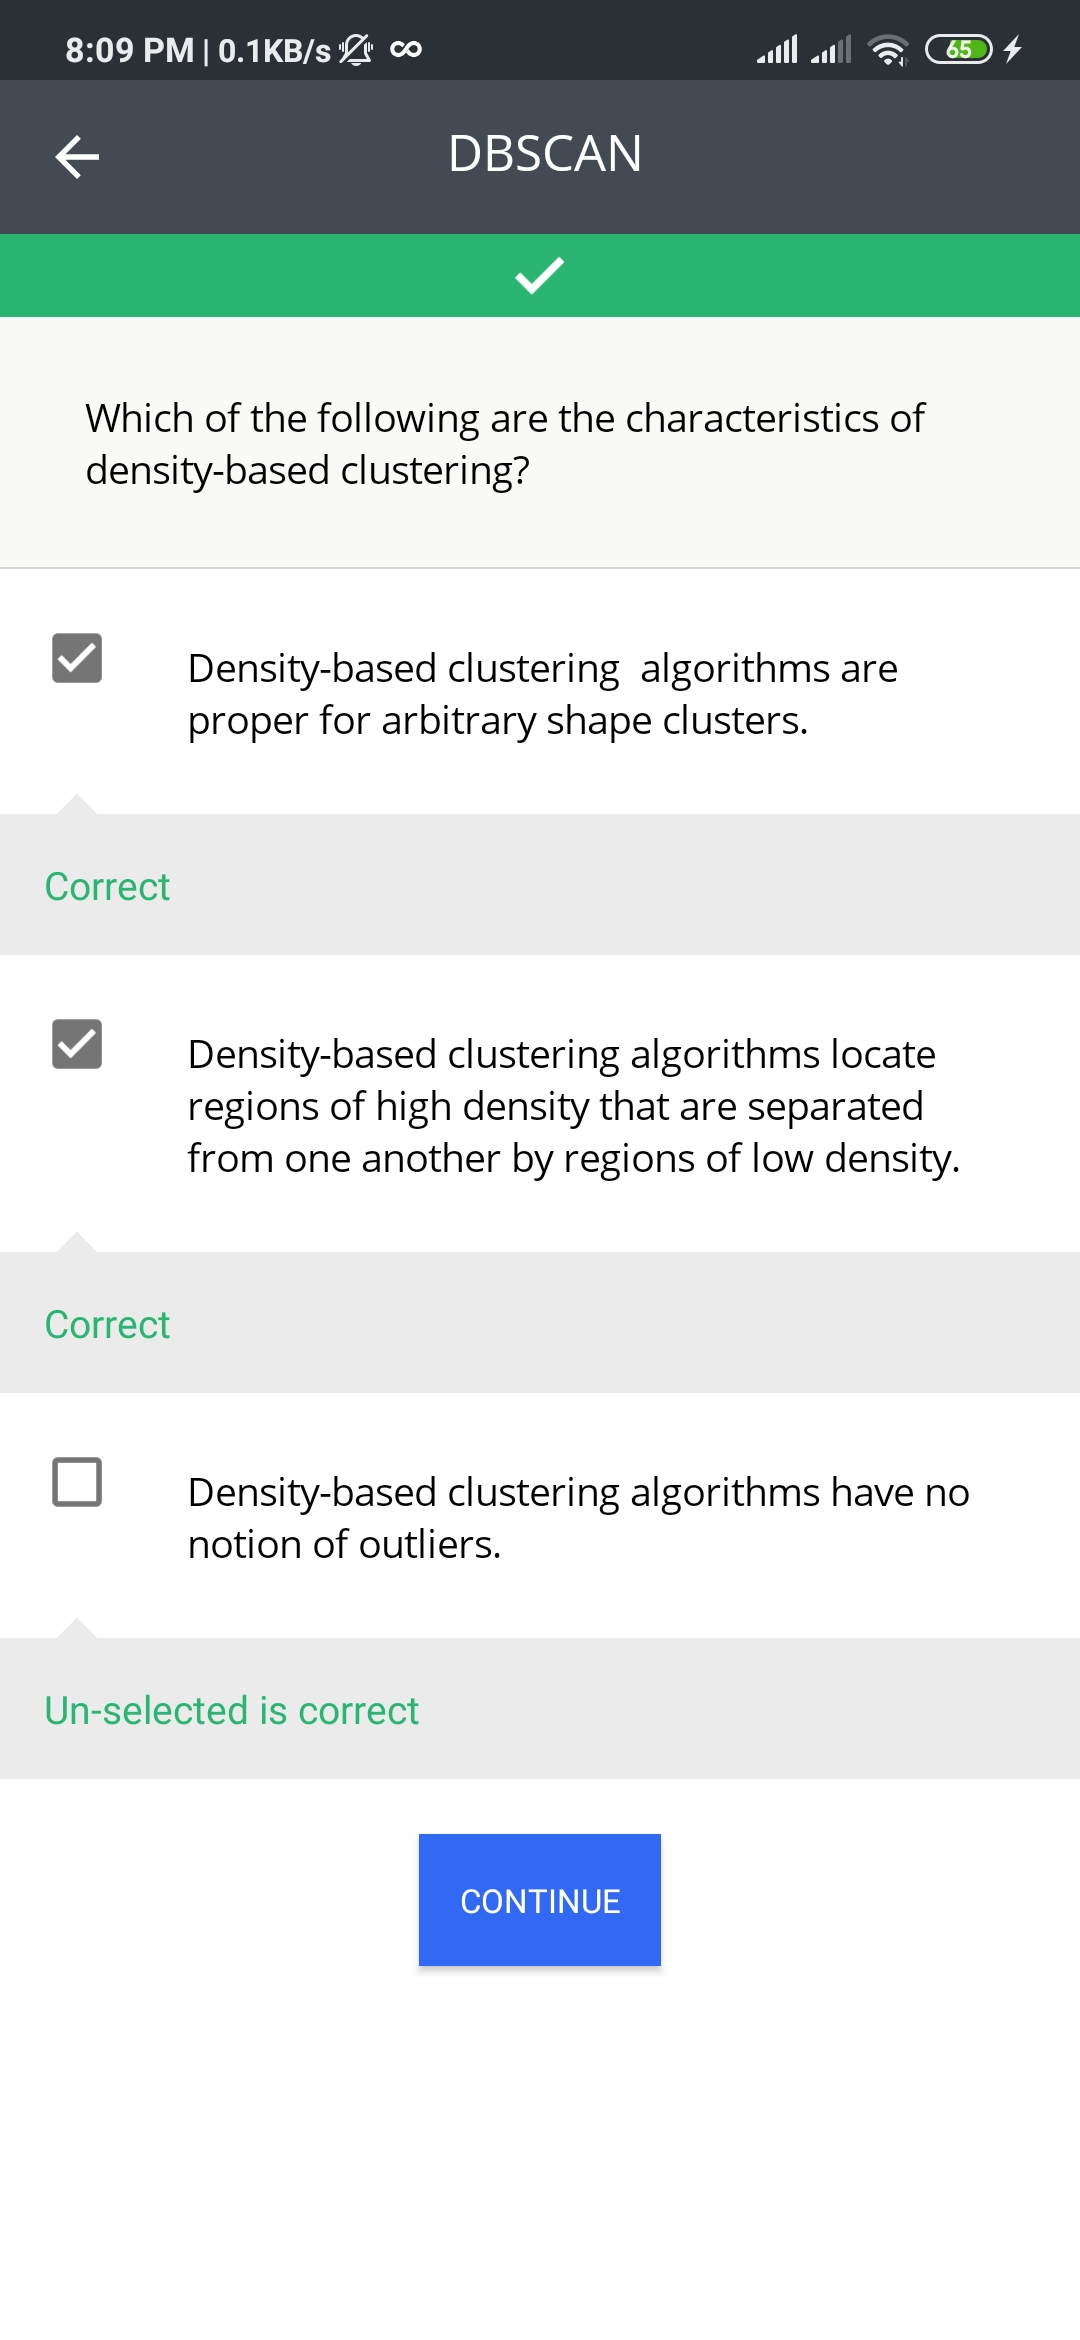 8:09 PM | 0.1KB/s
65
DBSCAN
Which of the following are the characteristics of
density-based clustering?
Density-based clustering  algorithms are
proper for arbitrary shape clusters.
Correct
Density-based clustering algorithms locate
regions of high density that are separated
from one another by regions of low density.
Correct
Density-based clustering algorithms have no
notion of outliers.
Un-selected is correct
CONTINUE